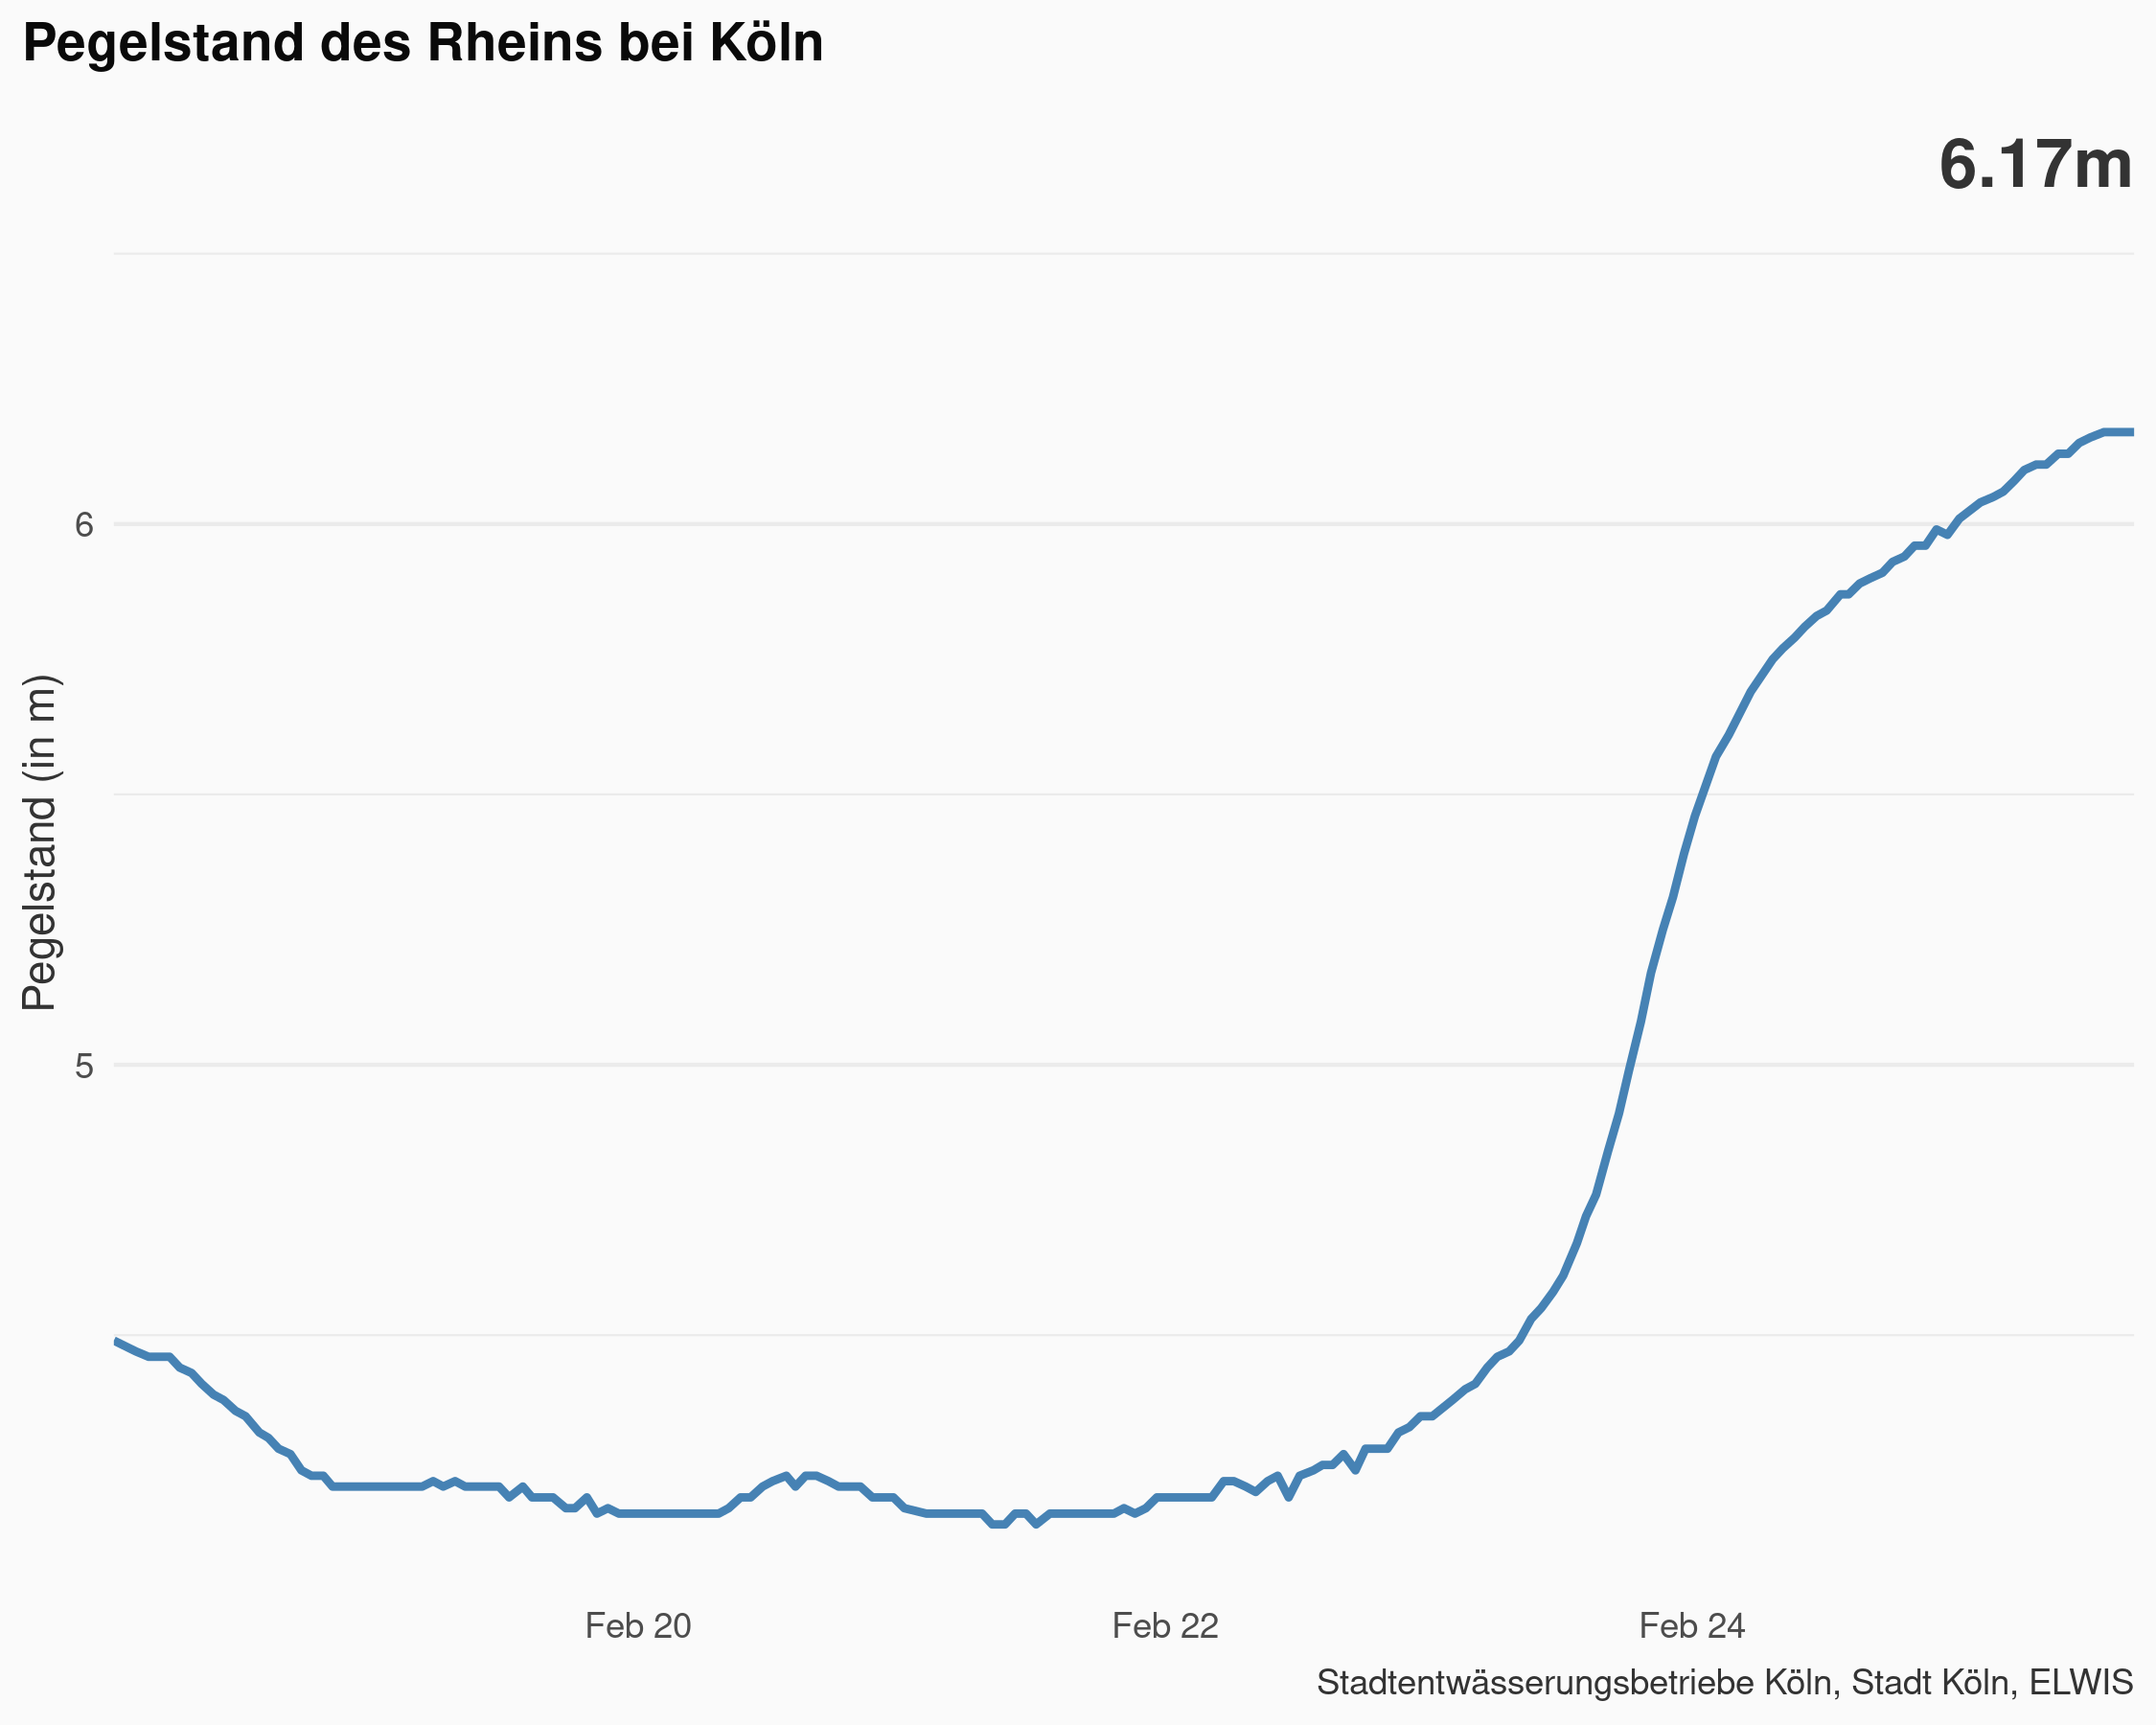 Pegelstand des Rheins bei Köln
6.17m
Pegelstand (in m)
6
5
Feb 20
Feb 22
Feb 24
Stadtentwässerungsbetriebe Köln, Stadt Köln, ELWIS